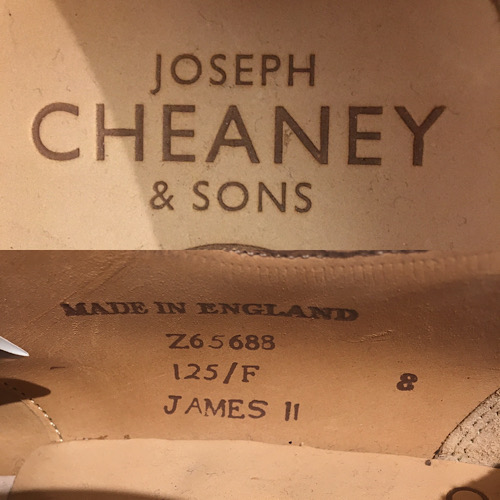 JOSEPH
CHEANEY
& SONS
MADE IN ENGLAND
Z65688
125/F 8
JAMES II